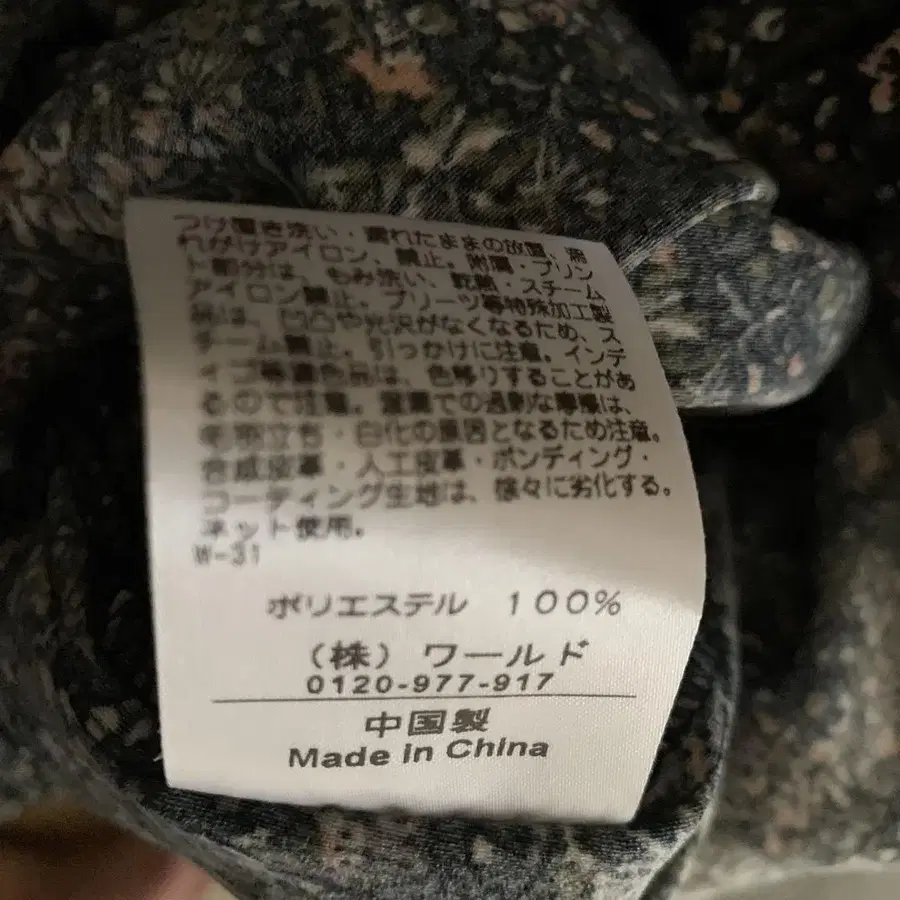 つけ置き洗い・濡れたままの放置、濡
れがけアイロン、禁止。附属・プリン
ト部分は、もみ洗い、乾燥・スチーム
アイロン禁止。プリーツ等特殊加工製
品は、凹凸や光沢がなくなるため、ス
チーム禁止。引っかけに注意。インデ
ィゴ等濃色品は、色移りすることがあ
るので注意。着用での過剰な摩擦は、
毛羽立ち・白化の原因となるため注意。
合成皮革・人工皮革・ボンディング・
コーティング生地は、徐々に劣化する。
ネット使用。
W-31
ポリエステル 100%
（株）ワールド
0120-977-917
中国製
Made in China